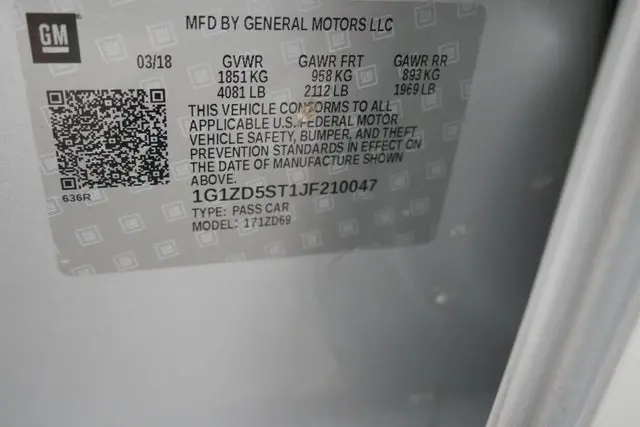 GM
MFD BY GENERAL MOTORS LLC
03/18 GVWR GAWR FRT GAWR RR
1851 KG 958 KG 893 KG
4081 LB 2112 LB 1969 LB
THIS VEHICLE CONFORMS TO ALL
APPLICABLE U.S. FEDERAL MOTOR
VEHICLE SAFETY, BUMPER, AND THEFT
PREVENTION STANDARDS IN EFFECT ON
THE DATE OF MANUFACTURE SHOWN
ABOVE.
636R
1G1ZD5ST1JF210047
TYPE: PASS CAR
MODEL: 171ZD69